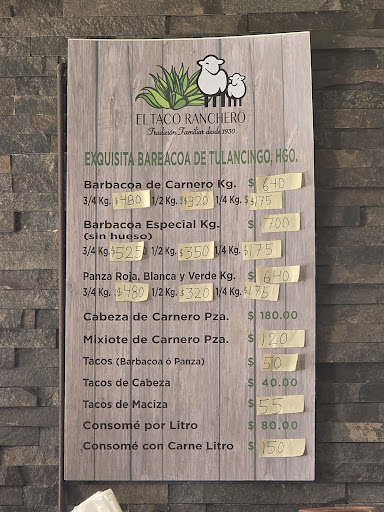 EL TACO RANCHERO
Tradición Familiar desde 1930
EXQUISITA BARBACOA DE TULANCINGO, HGO.
Barbacoa de Carnero Kg. $ 640
3/4 Kg. $480 1/2 Kg. $320 1/4 Kg. $ $175
Barbacoa Especial Kg. $ 700
(sin hueso)
3/4 Kg. $525 1/2 Kg. $350 1/4 Kg. $175
Panza Roja, Blanca y Verde Kg. $ 640
3/4 Kg. $480 1/2 Kg. $320 1/4 Kg. $175
Cabeza de Carnero Pza. $ 180.00
Mixiote de Carnero Pza. $ 120
Tacos (Barbacoa ó Panza) $ 50
Tacos de Cabeza $ 40.00
Tacos de Maciza $ 55
Consomé por Litro $ 80.00
Consomé con Carne Litro $ 150